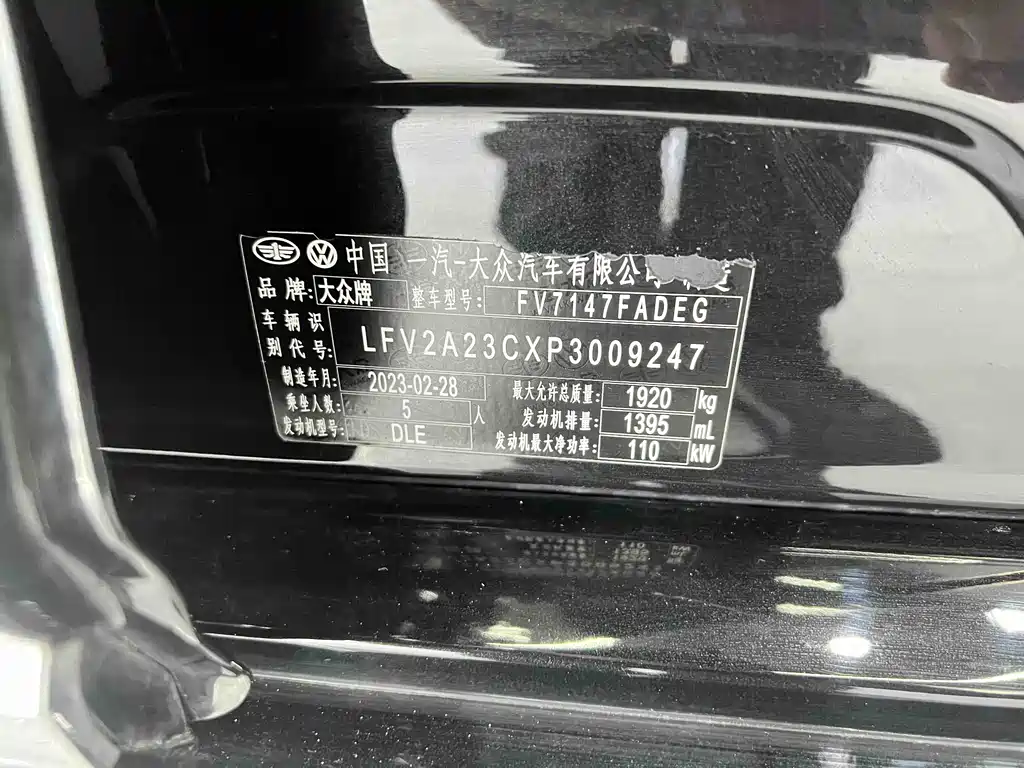 中国 一汽-大众汽车有限公司
品牌: 大众牌 整车型号: FV7147FADEG
车辆识别代号: LFV2A23CXP3009247
制造年月: 2023-02-28 最大允许总质量: 1920 kg
乘坐人数: 5 人 发动机排量: 1395 mL
发动机型号: DLE 发动机最大净功率: 110 kW